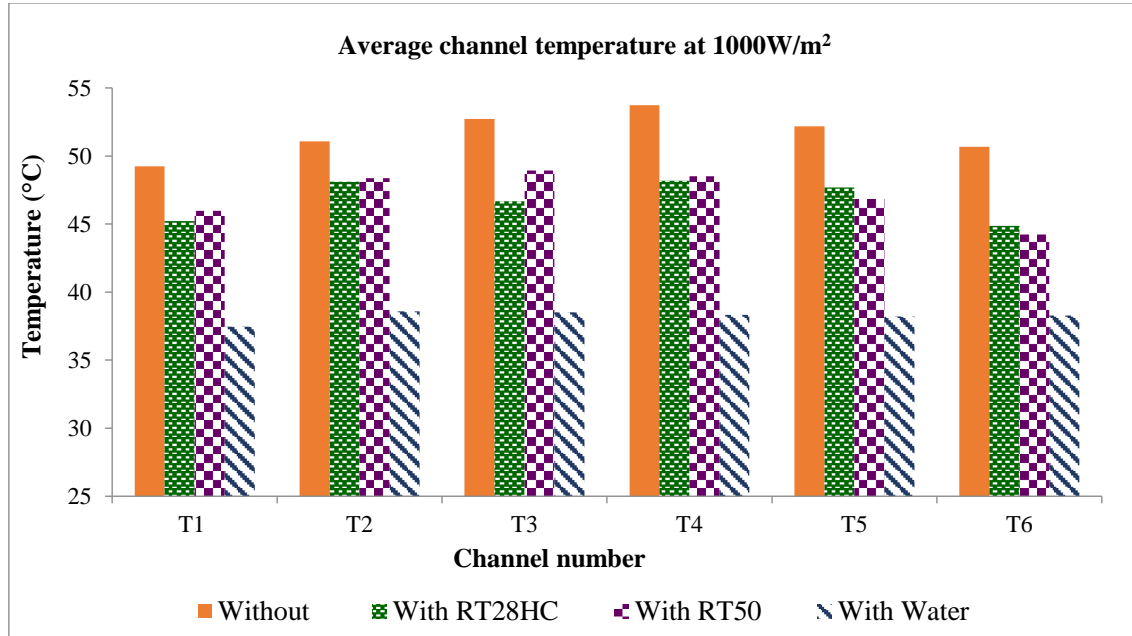 Average channel temperature at 1000W/m²
Temperature (°C)
55
50
45
40
35
30
25
T1 T2 T3 T4 T5 T6
Channel number
Without With RT28HC With RT50 With Water